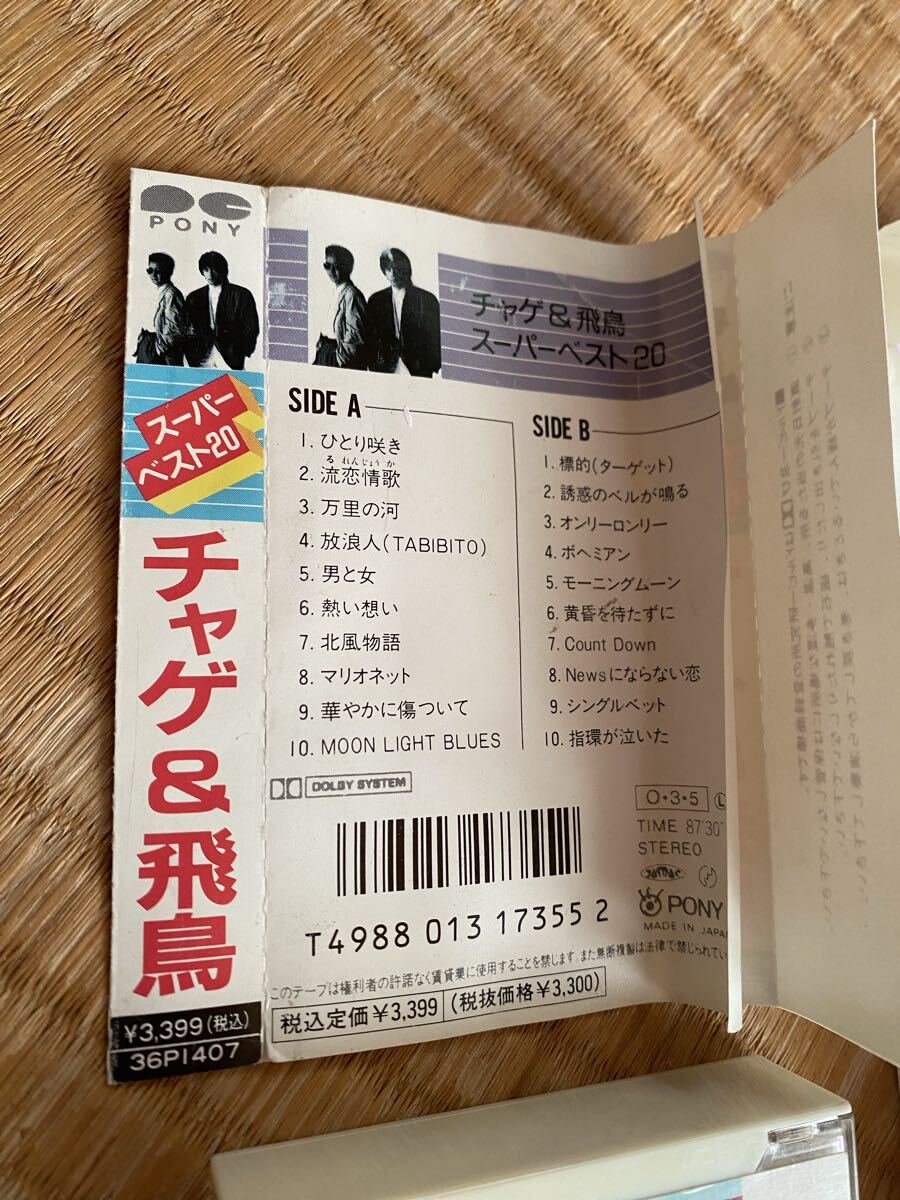 PONY
スーパー
ベスト20
チャゲ&飛鳥
¥3,399(税込)
36P1407
チャゲ&飛鳥
スーパーベスト20
SIDE A
1. ひとり咲き
る れんじょう か
2. 流恋情歌
3. 万里の河
4. 放浪人(TABIBITO)
5. 男と女
6. 熱い想い
7. 北風物語
8. マリオネット
9. 華やかに傷ついて
10. MOON LIGHT BLUES
SIDE B
1. 標的(ターゲット)
2. 誘惑のベルが鳴る
3. オンリーロンリー
4. ボヘミアン
5. モーニングムーン
6. 黄昏を待たずに
7. Count Down
8. Newsにならない恋
9. シングルベット
10. 指環が泣いた
DOLBY SYSTEM
T4988 013 17355 2
O・3・5 L
TIME 87'30"
STEREO
PONY
MADE IN JAPA
このテープは権利者の許諾なく賃貸業に使用することを禁じます。また無断複製は法律で禁じられてい
税込定価¥3,399 (税抜価格¥3,300)